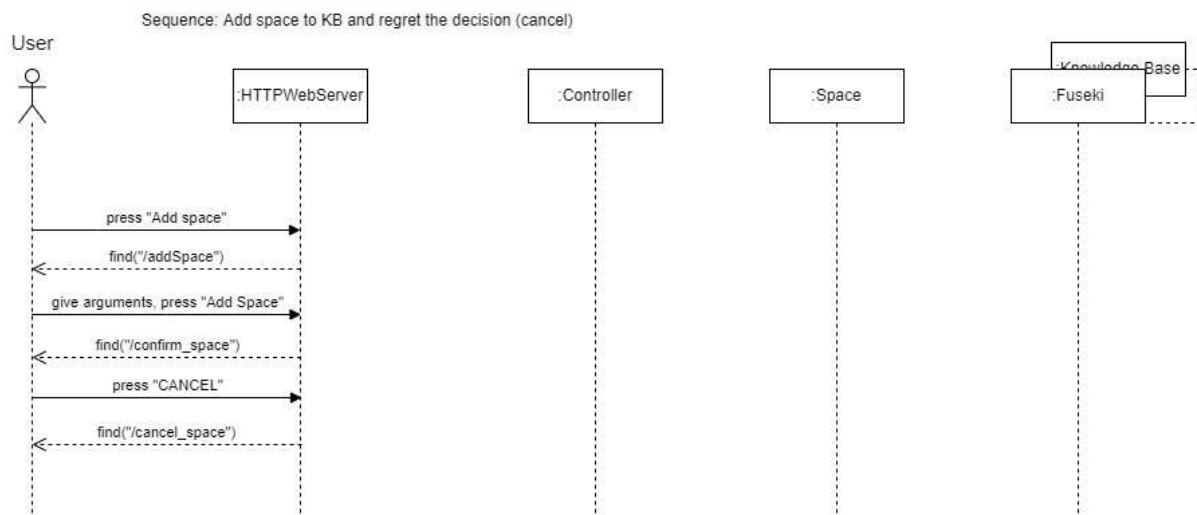 Sequence: Add space to KB and regret the decision (cancel)
User
:HTTPWebServer
:Controller
:Space
:Knowledge Base
:Fuseki
press "Add space"
find("/addSpace")
give arguments, press "Add Space"
find("/confirm_space")
press "CANCEL"
find("/cancel_space")